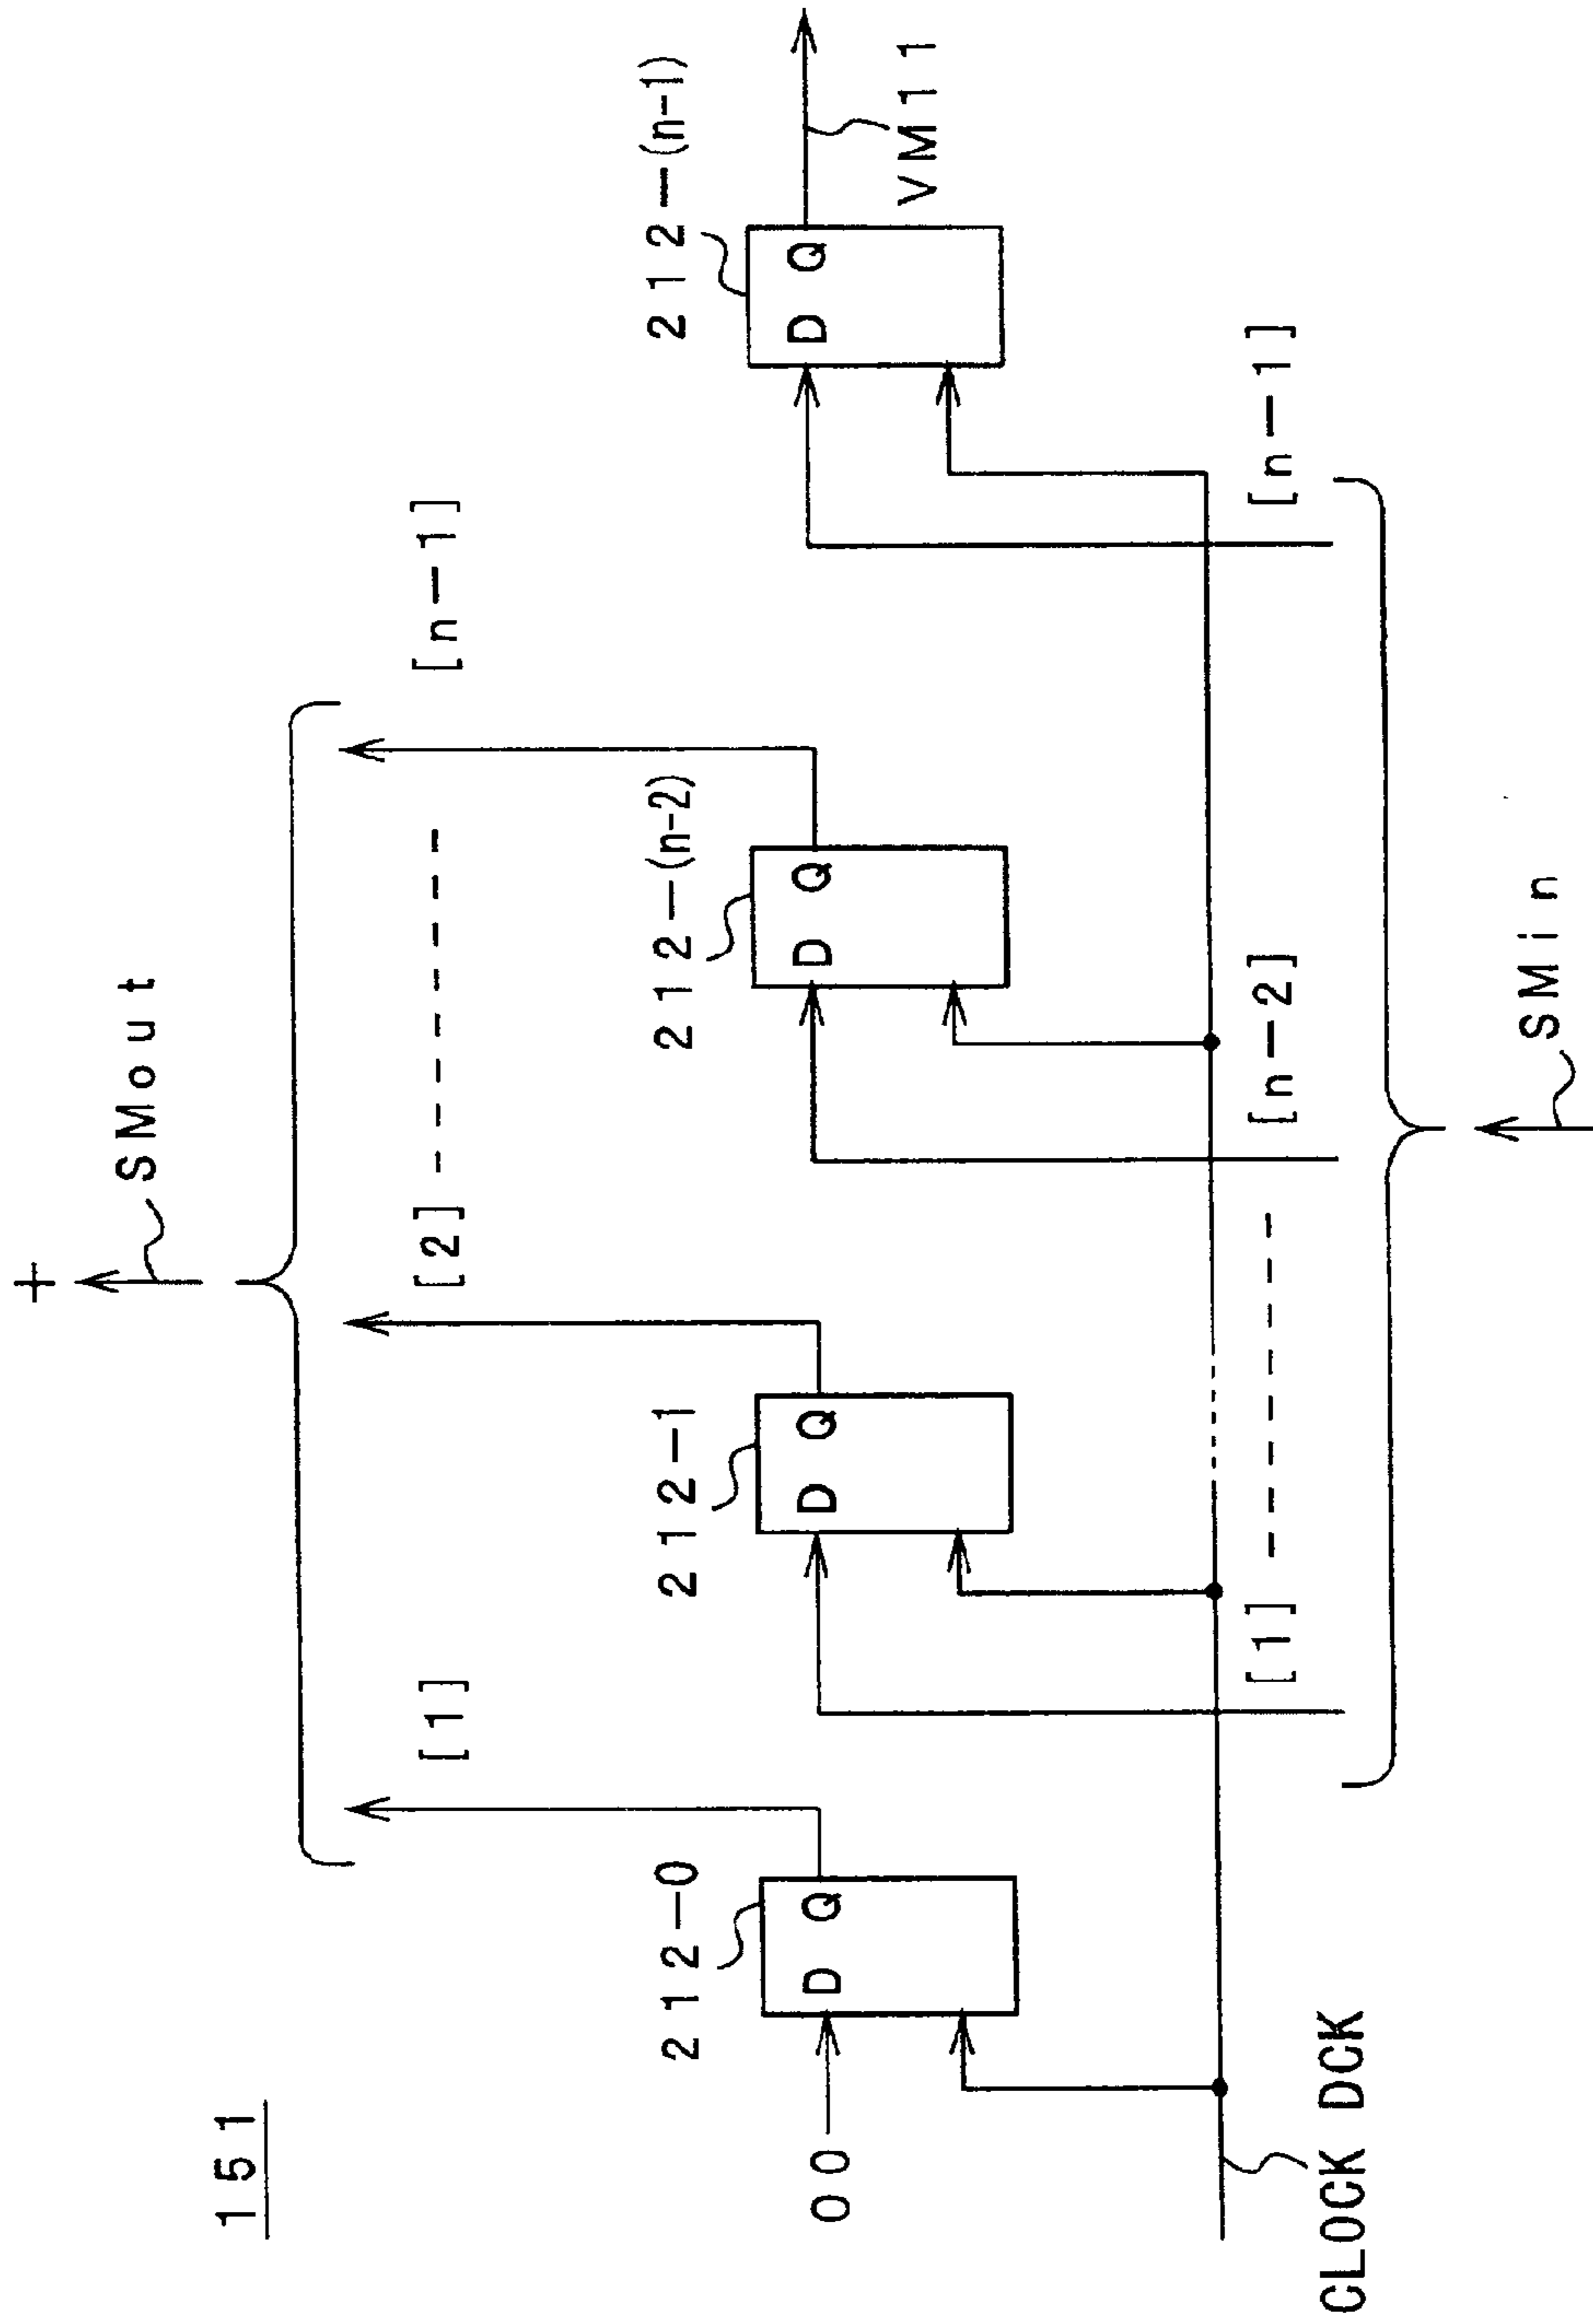 151
+
SMout
[1]
[2] - - - - - - - [n-1]
212-0
212-1
212-(n-2)
212-(n-1)
00
D Q
D Q
D Q
D Q
VM11
CLOCK DCK
[1] - - - - - - - [n-2]
[n-1]
SMin